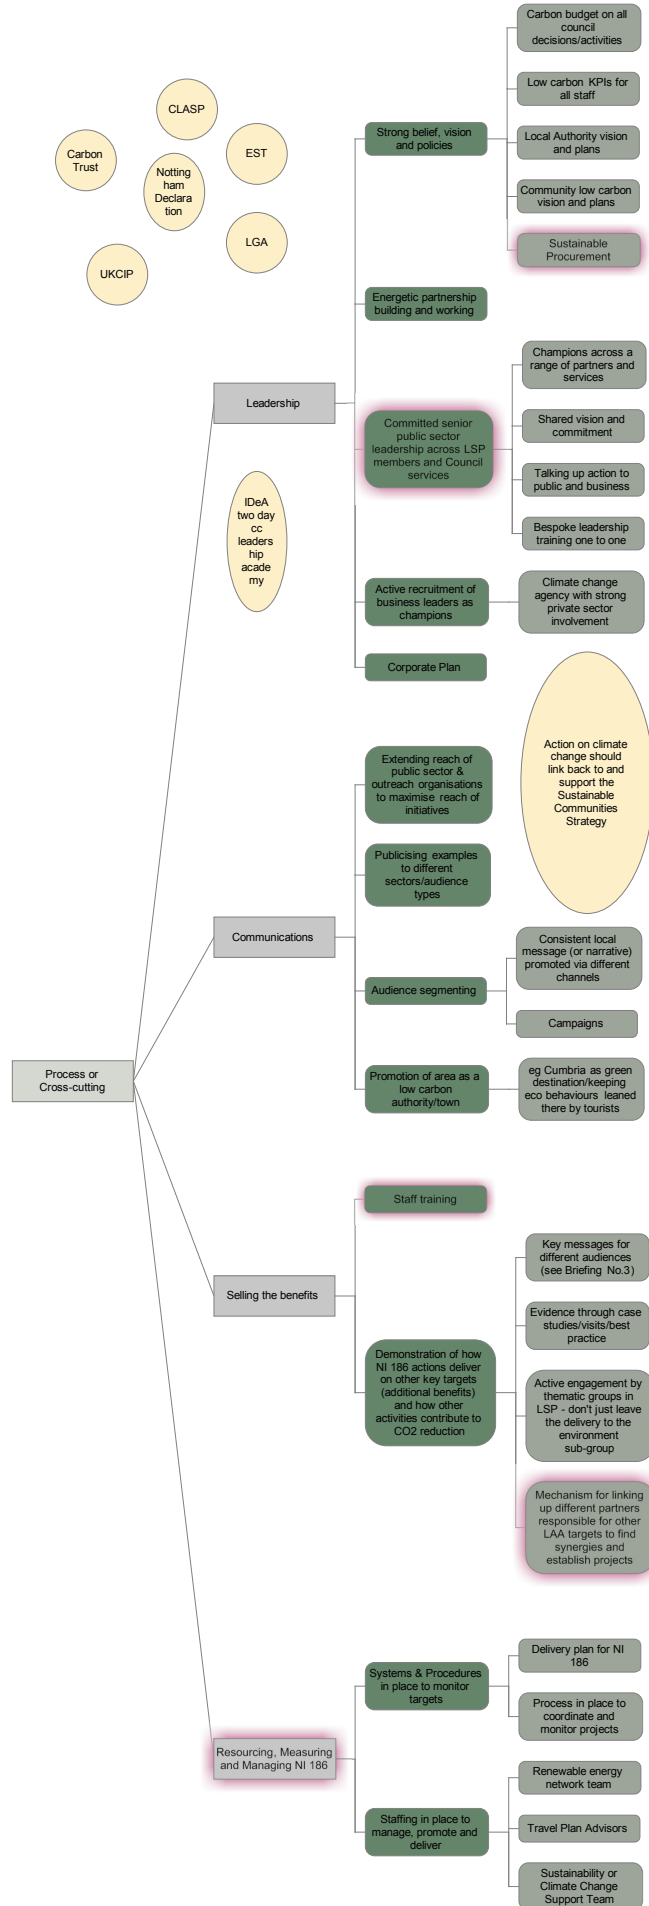 Carbon budget on all
council
decisions/activities
Low carbon KPIs for
all staff
CLASP
Strong belief, vision
and policies
Local Authority vision
and plans
Carbon
Trust
EST
Notting
ham
Declara
tion
Community low carbon
vision and plans
LGA
Sustainable
Procurement
UKCIP
Energetic partnership
building and working
Champions across a
range of partners and
services
Leadership
Committed senior
public sector
leadership across LSP
members and Council
services
Shared vision and
commitment
Talking up action to
public and business
IDeA
two day
cc
leaders
hip
acade
my
Bespoke leadership
training one to one
Active recruitment of
business leaders as
champions
Climate change
agency with strong
private sector
involvement
Corporate Plan
Action on climate
change should
link back to and
support the
Sustainable
Communities
Strategy
Extending reach of
public sector &
outreach organisations
to maximise reach of
initiatives
Publicising examples
to different
sectors/audience
types
Communications
Consistent local
message (or narrative)
promoted via different
channels
Audience segmenting
Campaigns
Process or
Cross-cutting
Promotion of area as a
low carbon
authority/town
eg Cumbria as green
destination/keeping
eco behaviours leaned
there by tourists
Staff training
Key messages for
different audiences
(see Briefing No.3)
Selling the benefits
Evidence through case
studies/visits/best
practice
Demonstration of how
NI 186 actions deliver
on other key targets
(additional benefits)
and how other
activities contribute to
CO2 reduction
Active engagement by
thematic groups in
LSP - don't just leave
the delivery to the
environment
sub-group
Mechanism for linking
up different partners
responsible for other
LAA targets to find
synergies and
establish projects
Delivery plan for NI
186
Systems & Procedures
in place to monitor
targets
Process in place to
coordinate and
monitor projects
Resourcing, Measuring
and Managing NI 186
Renewable energy
network team
Staffing in place to
manage, promote and
deliver
Travel Plan Advisors
Sustainability or
Climate Change
Support Team